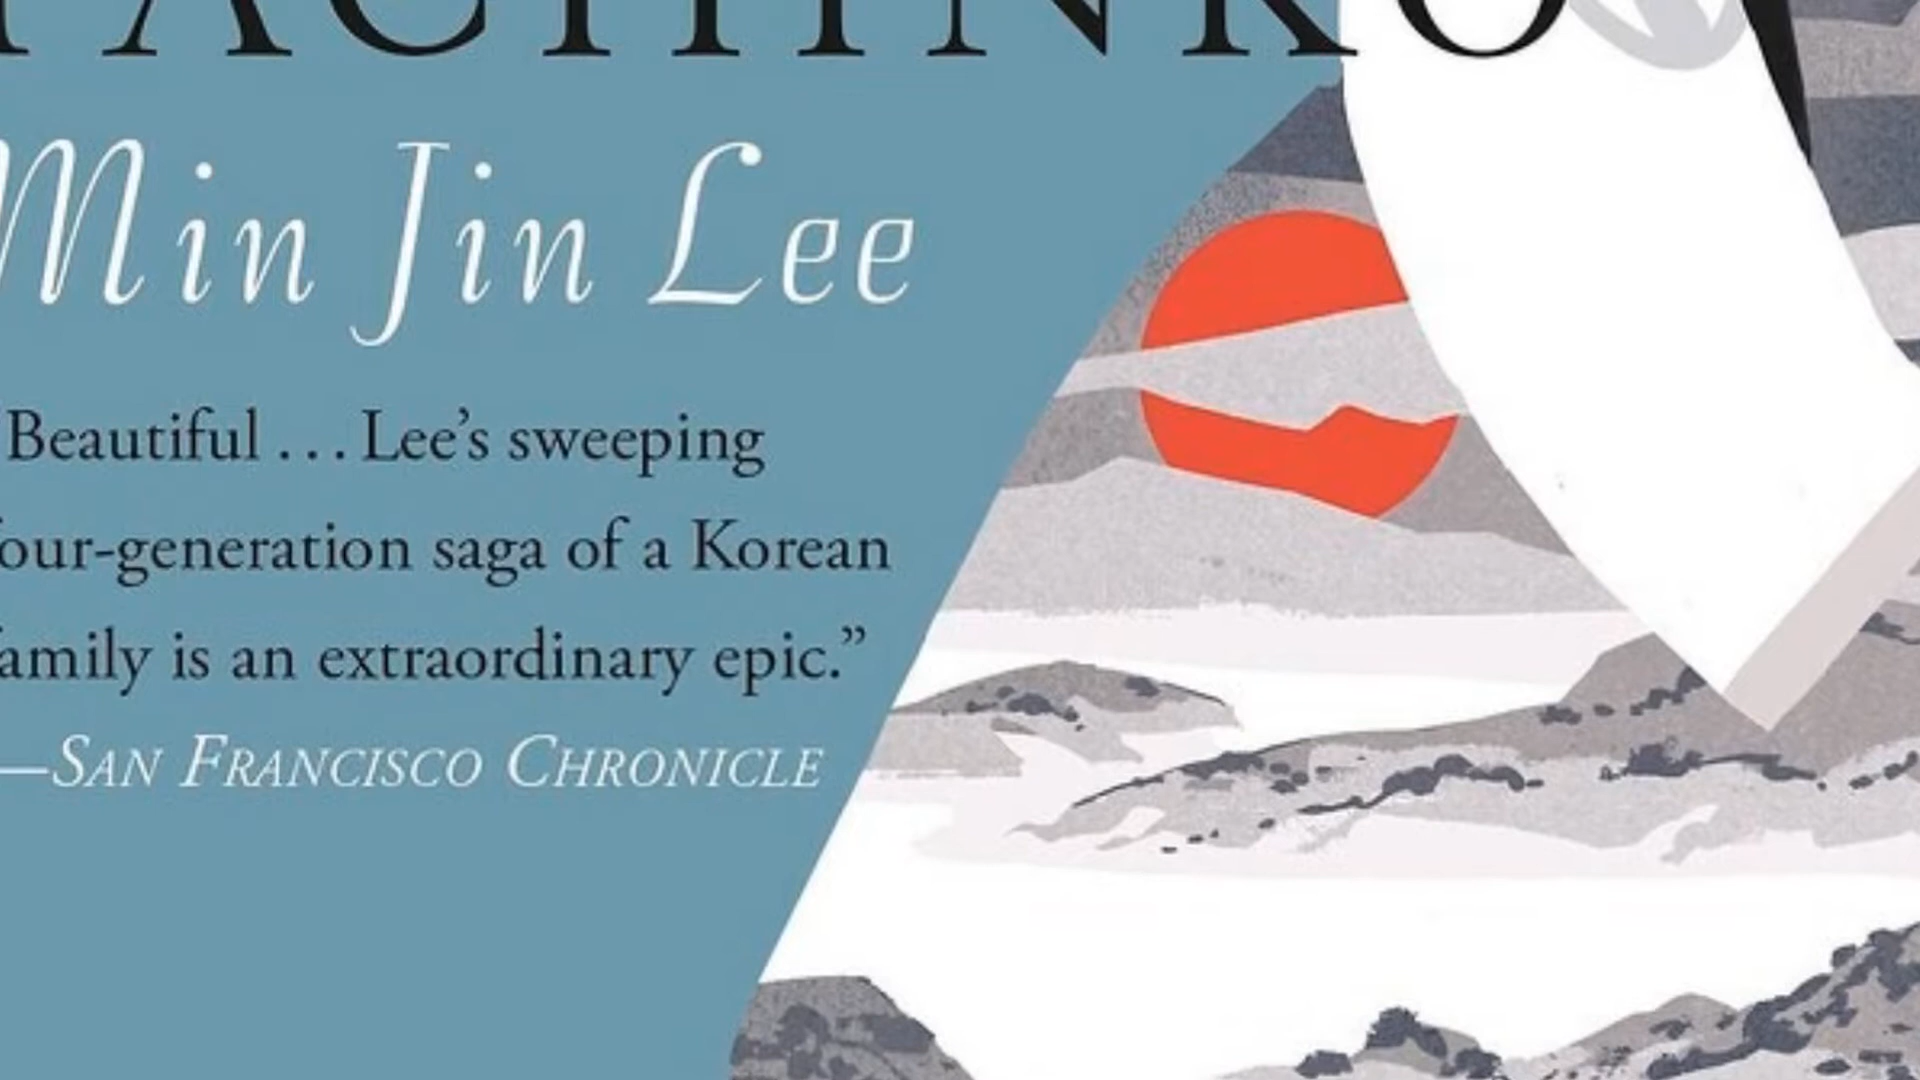 PACHINKO
Min Jin Lee
Beautiful ... Lee's sweeping
four-generation saga of a Korean
family is an extraordinary epic.”
—SAN FRANCISCO CHRONICLE